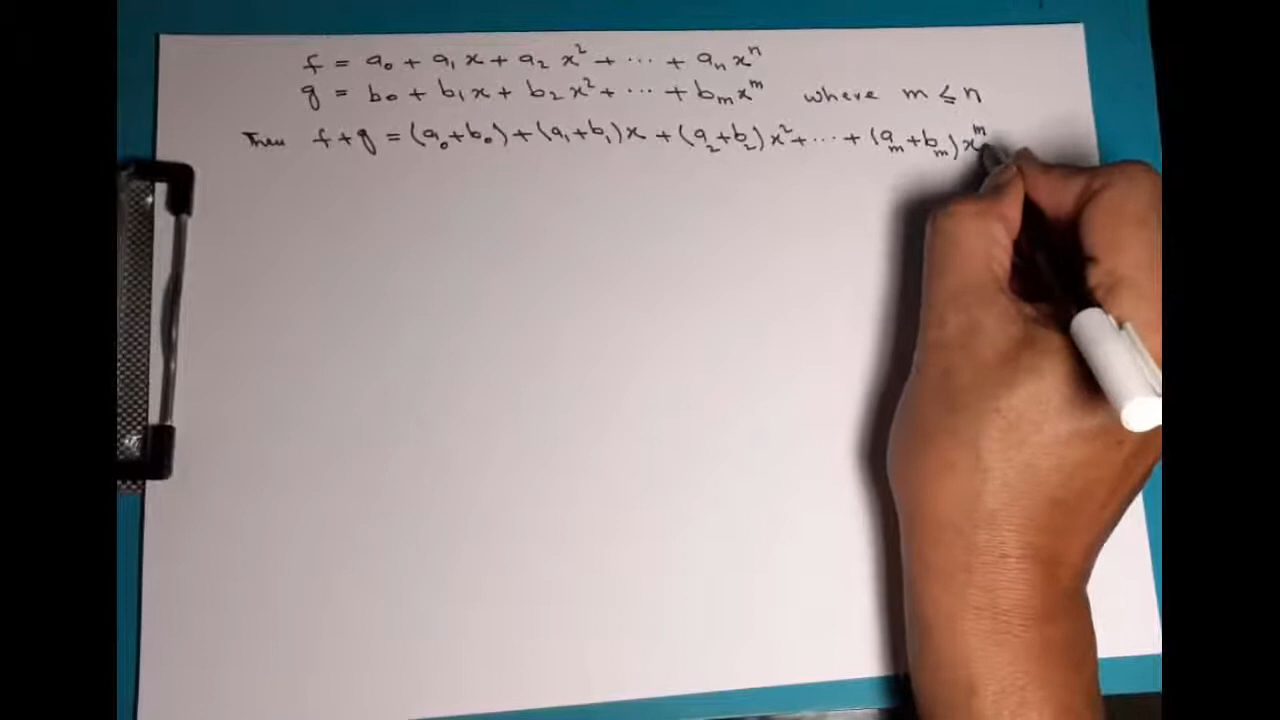 f = a₀ + a₁x + a₂x² + ··· + aₙxⁿ
g = b₀ + b₁x + b₂x² + ··· + bₘxᵐ where m ≤ n
Then f + g = (a₀+b₀) + (a₁+b₁)x + (a₂+b₂)x² + ··· + (aₘ+bₘ)xᵐ